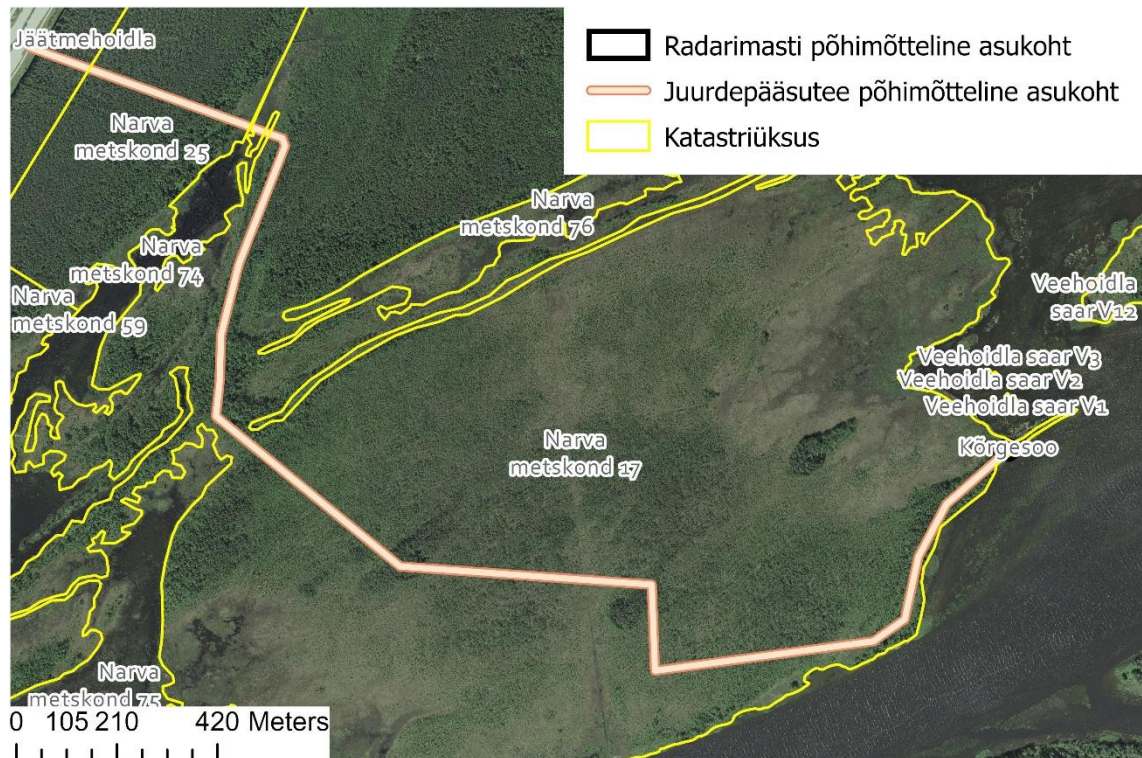 Jäätmehoidla
Radarimasti põhimõtteline asukoht
Juurdepääsutee põhimõtteline asukoht
Katastriüksus
Narva
metskond 25
Narva
metskond 76
Narva
metskond 74
Narva
metskond 59
Veehoidla
saar V12
Veehoidla saar V3
Veehoidla saar V2
Veehoidla saar V1
Kõrgesoo
Narva
metskond 17
Narva
metskond 75
0 105 210 420 Meters